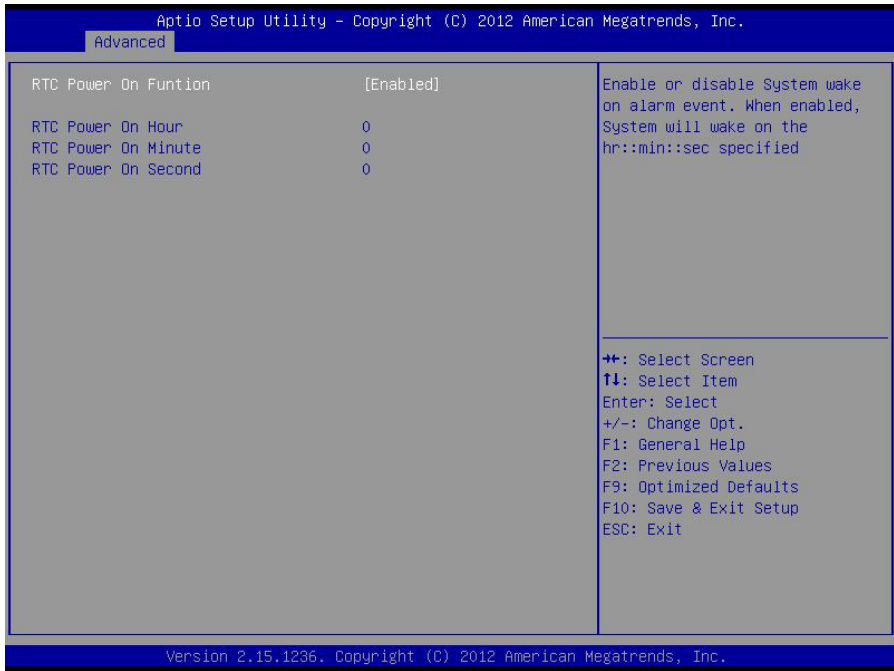 Aptio Setup Utility – Copyright (C) 2012 American Megatrends, Inc.
Advanced
RTC Power On Funtion [Enabled]
RTC Power On Hour 0
RTC Power On Minute 0
RTC Power On Second 0
Enable or disable System wake
on alarm event. When enabled,
System will wake on the
hr::min::sec specified
→←: Select Screen
↑↓: Select Item
Enter: Select
+/-: Change Opt.
F1: General Help
F2: Previous Values
F9: Optimized Defaults
F10: Save & Exit Setup
ESC: Exit
Version 2.15.1236. Copyright (C) 2012 American Megatrends, Inc.